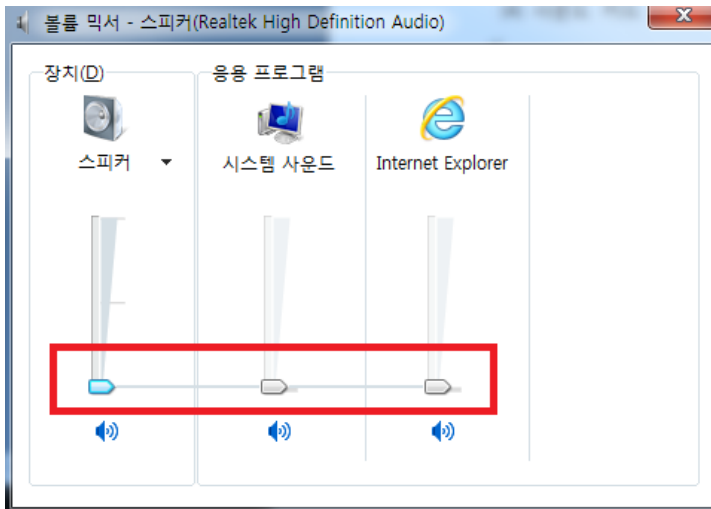 볼륨 믹서 - 스피커(Realtek High Definition Audio)
장치(D)
응용 프로그램
스피커
시스템 사운드
Internet Explorer